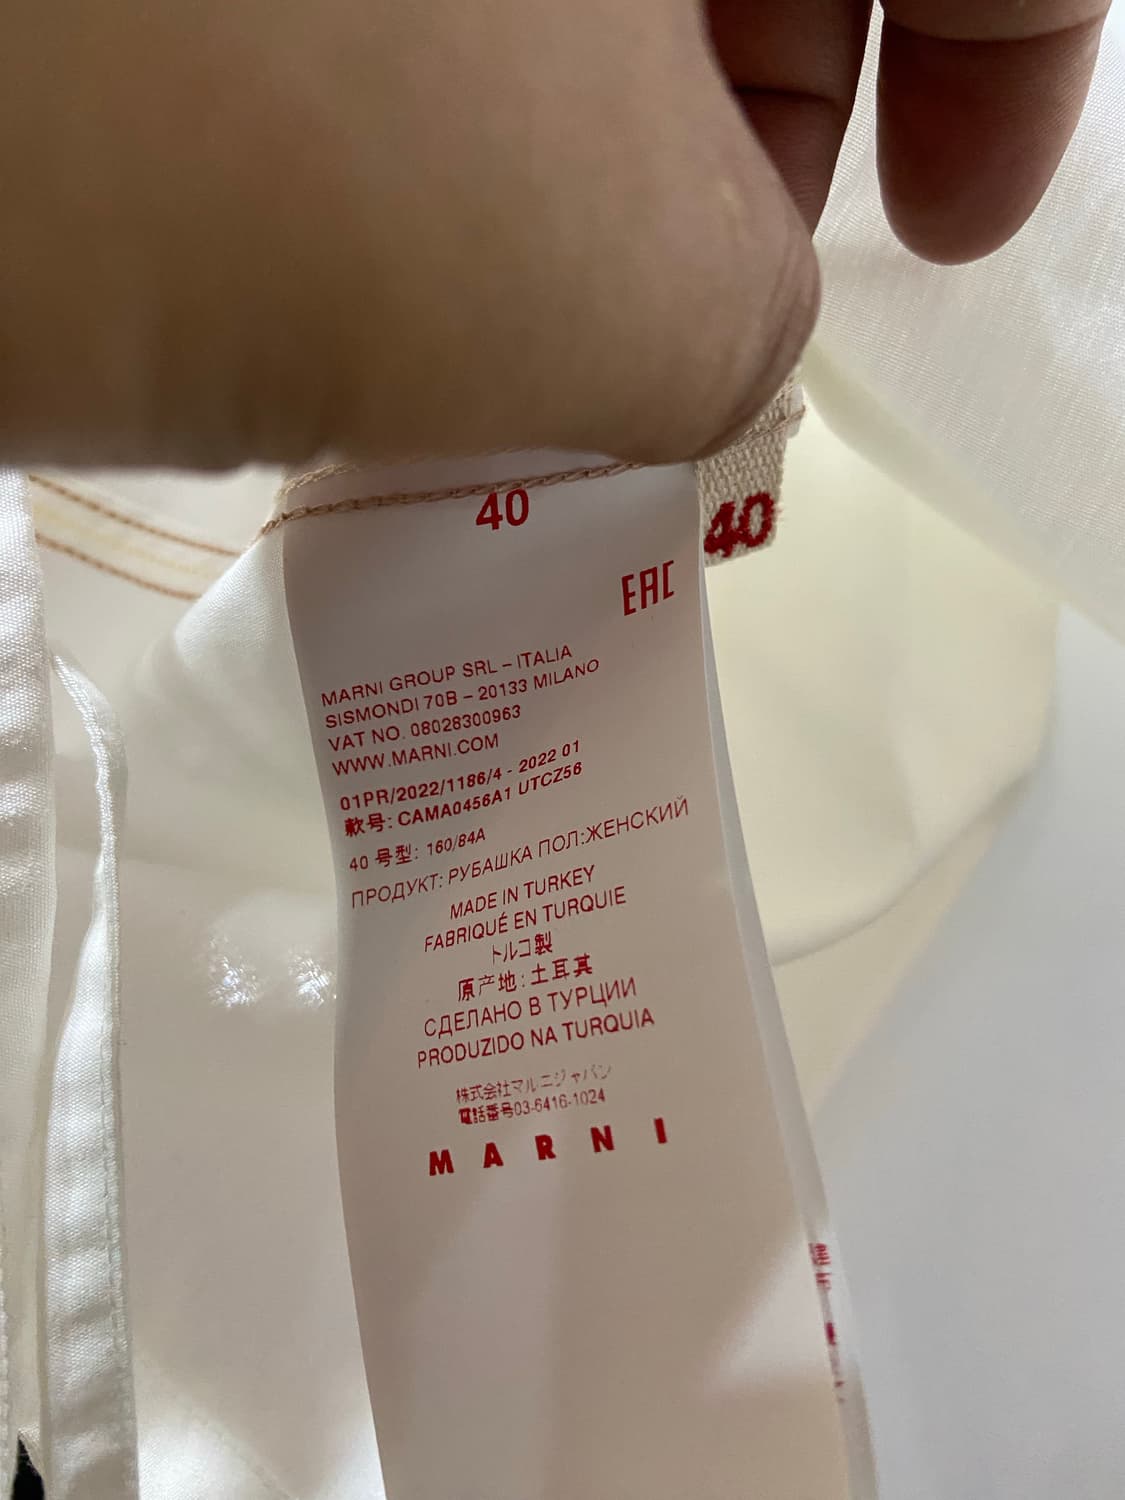 40
40
EAC
MARNI GROUP SRL – ITALIA
SISMONDI 70B – 20133 MILANO
VAT NO. 08028300963
WWW.MARNI.COM
01PR/2022/1186/4 - 2022 01
款号: CAMA0456A1 UTCZ56
40 号型: 160/84A
ПРОДУКТ: РУБАШКА ПОЛ:ЖЕНСКИЙ
MADE IN TURKEY
FABRIQUÉ EN TURQUIE
トルコ製
原产地: 土耳其
СДЕЛАНО В ТУРЦИИ
PRODUZIDO NA TURQUIA
株式会社マルニジャパン
電話番号03-6416-1024
MARNI